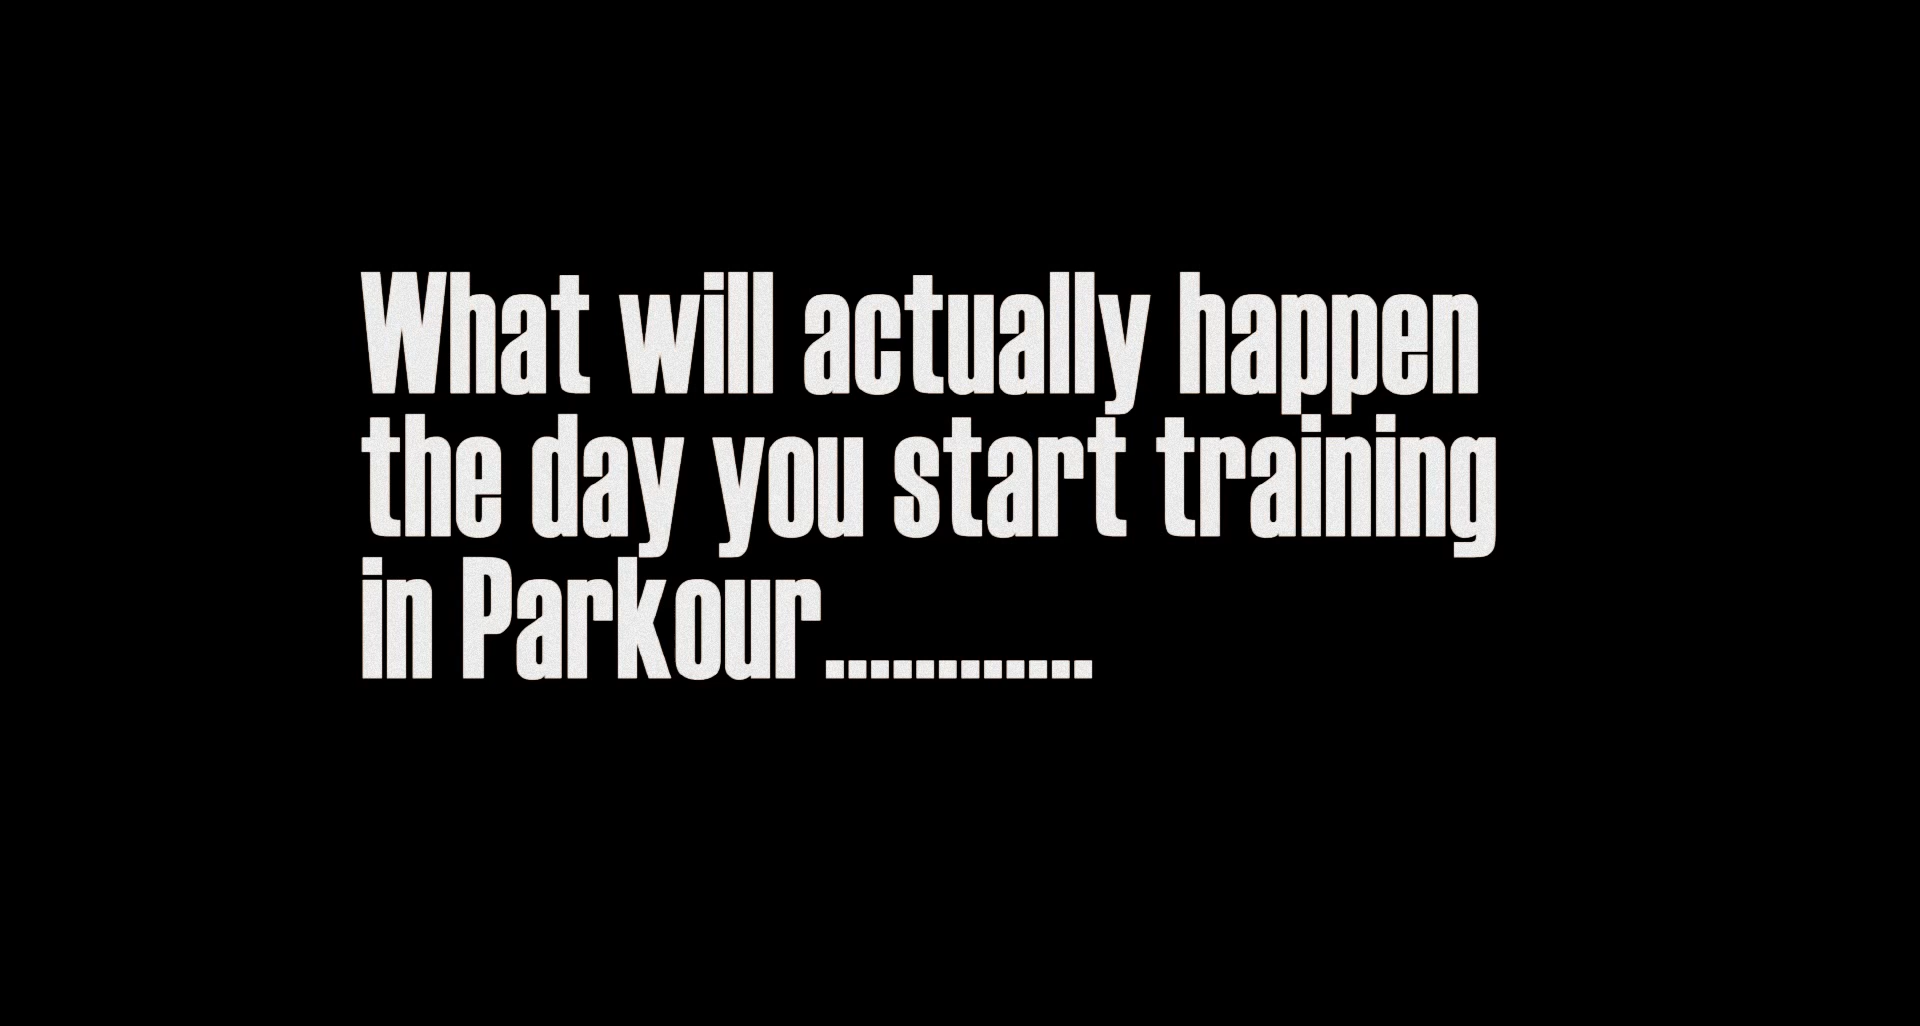 What will actually happen
the day you start training
in Parkour............